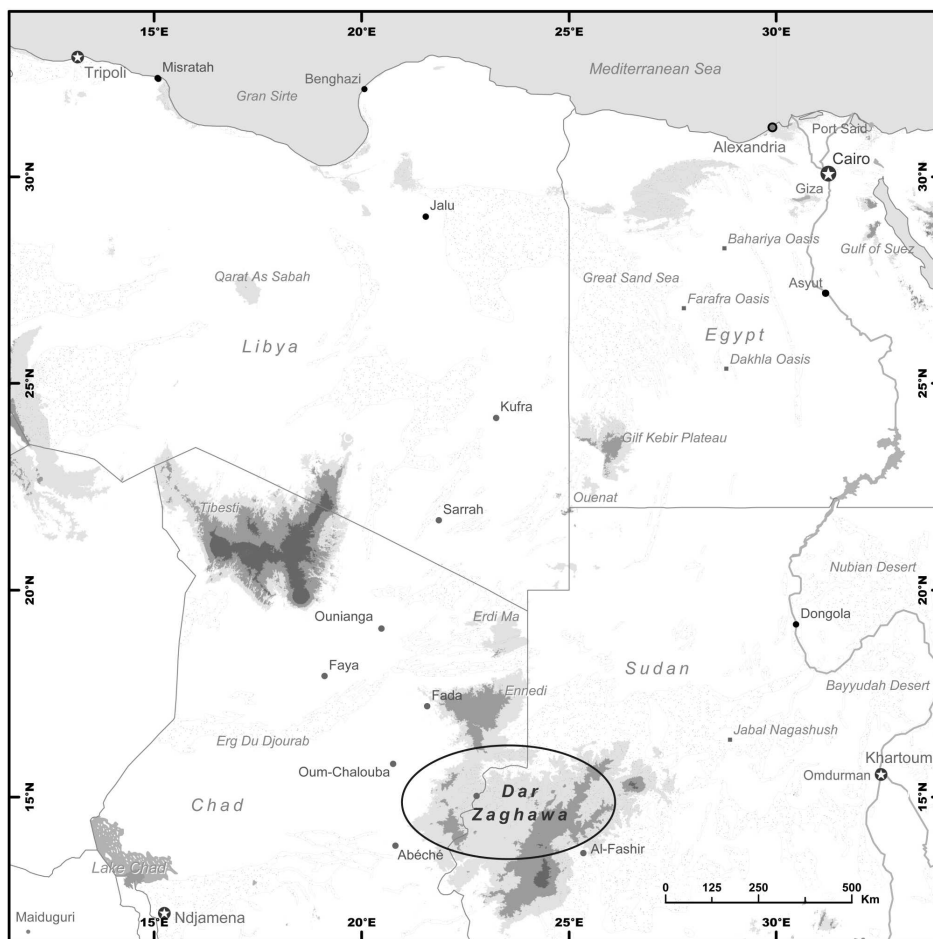 15°E
20°E
25°E
30°E
Tripoli
Misratah
Benghazi
Gran Sirte
Mediterranean Sea
Alexandria
Port Said
Cairo
Giza
30°N
30°N
Jalu
Bahariya Oasis
Gulf of Suez
Qarat As Sabah
Great Sand Sea
Asyut
Farafra Oasis
Libya
Egypt
Dakhla Oasis
25°N
25°N
Kufra
Gilf Kebir Plateau
Ouenat
Tibesti
Sarrah
20°N
20°N
Nubian Desert
Ounianga
Erdi Ma
Dongola
Faya
Sudan
Ennedi
Bayyudah Desert
Fada
Jabal Nagashush
Erg Du Djourab
Khartoum
Oum-Chalouba
Omdurman
15°N
15°N
Chad
Dar
Zaghawa
Abéché
Al-Fashir
Lake Chad
0 125 250 500
Km
Maiduguri
Ndjamena
15°E
20°E
25°E
30°E